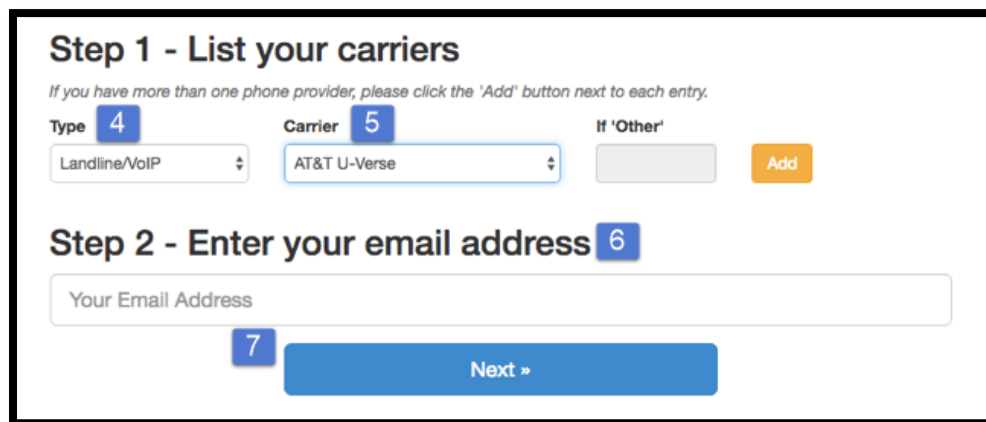 Step 1 - List your carriers
If you have more than one phone provider, please click the 'Add' button next to each entry.
Type 4 Carrier 5 If 'Other'
Landline/VoIP AT&T U-Verse Add
Step 2 - Enter your email address 6
Your Email Address
7
Next »